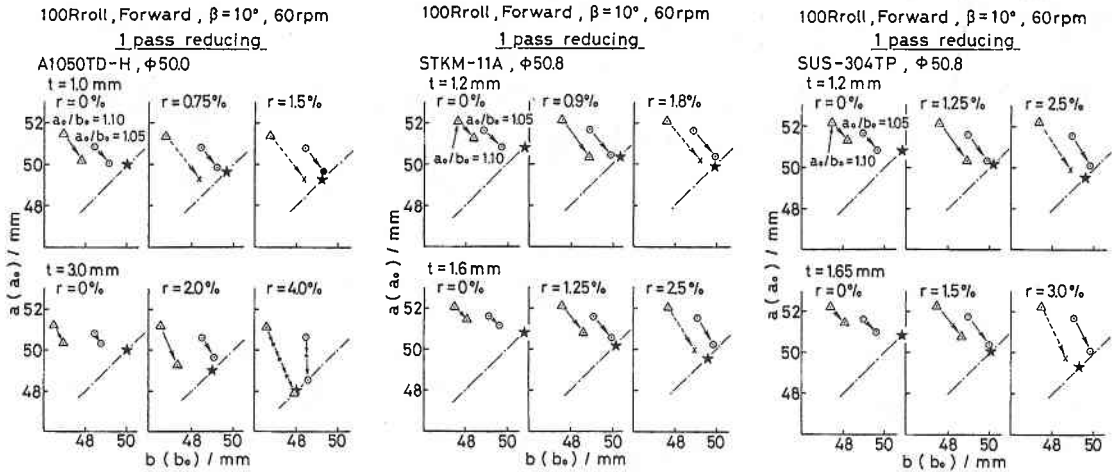 100Rroll, Forward, β=10°, 60rpm
1 pass reducing
A1050TD-H, φ50.0
t=1.0 mm
r=0%
r=0.75%
r=1.5%
a₀/b₀=1.10
a₀/b₀=1.05
52
50
48
t=3.0 mm
r=0%
r=2.0%
r=4.0%
52
50
48
a (a₀) / mm
48 50 48 50 48 50
b (b₀) / mm
100Rroll, Forward, β=10°, 60rpm
1 pass reducing
STKM-11A, φ50.8
t=1.2 mm
r=0%
r=0.9%
r=1.8%
a₀/b₀=1.05
a₀/b₀=1.10
52
50
48
t=1.6 mm
r=0%
r=1.25%
r=2.5%
52
50
48
a (a₀) / mm
48 50 48 50 48 50
b (b₀) / mm
100Rroll, Forward, β=10°, 60rpm
1 pass reducing
SUS-304TP, φ50.8
t=1.2 mm
r=0%
r=1.25%
r=2.5%
a₀/b₀=1.05
a₀/b₀=1.10
52
50
48
t=1.65 mm
r=0%
r=1.5%
r=3.0%
52
50
48
a (a₀) / mm
48 50 48 50 48 50
b (b₀) / mm